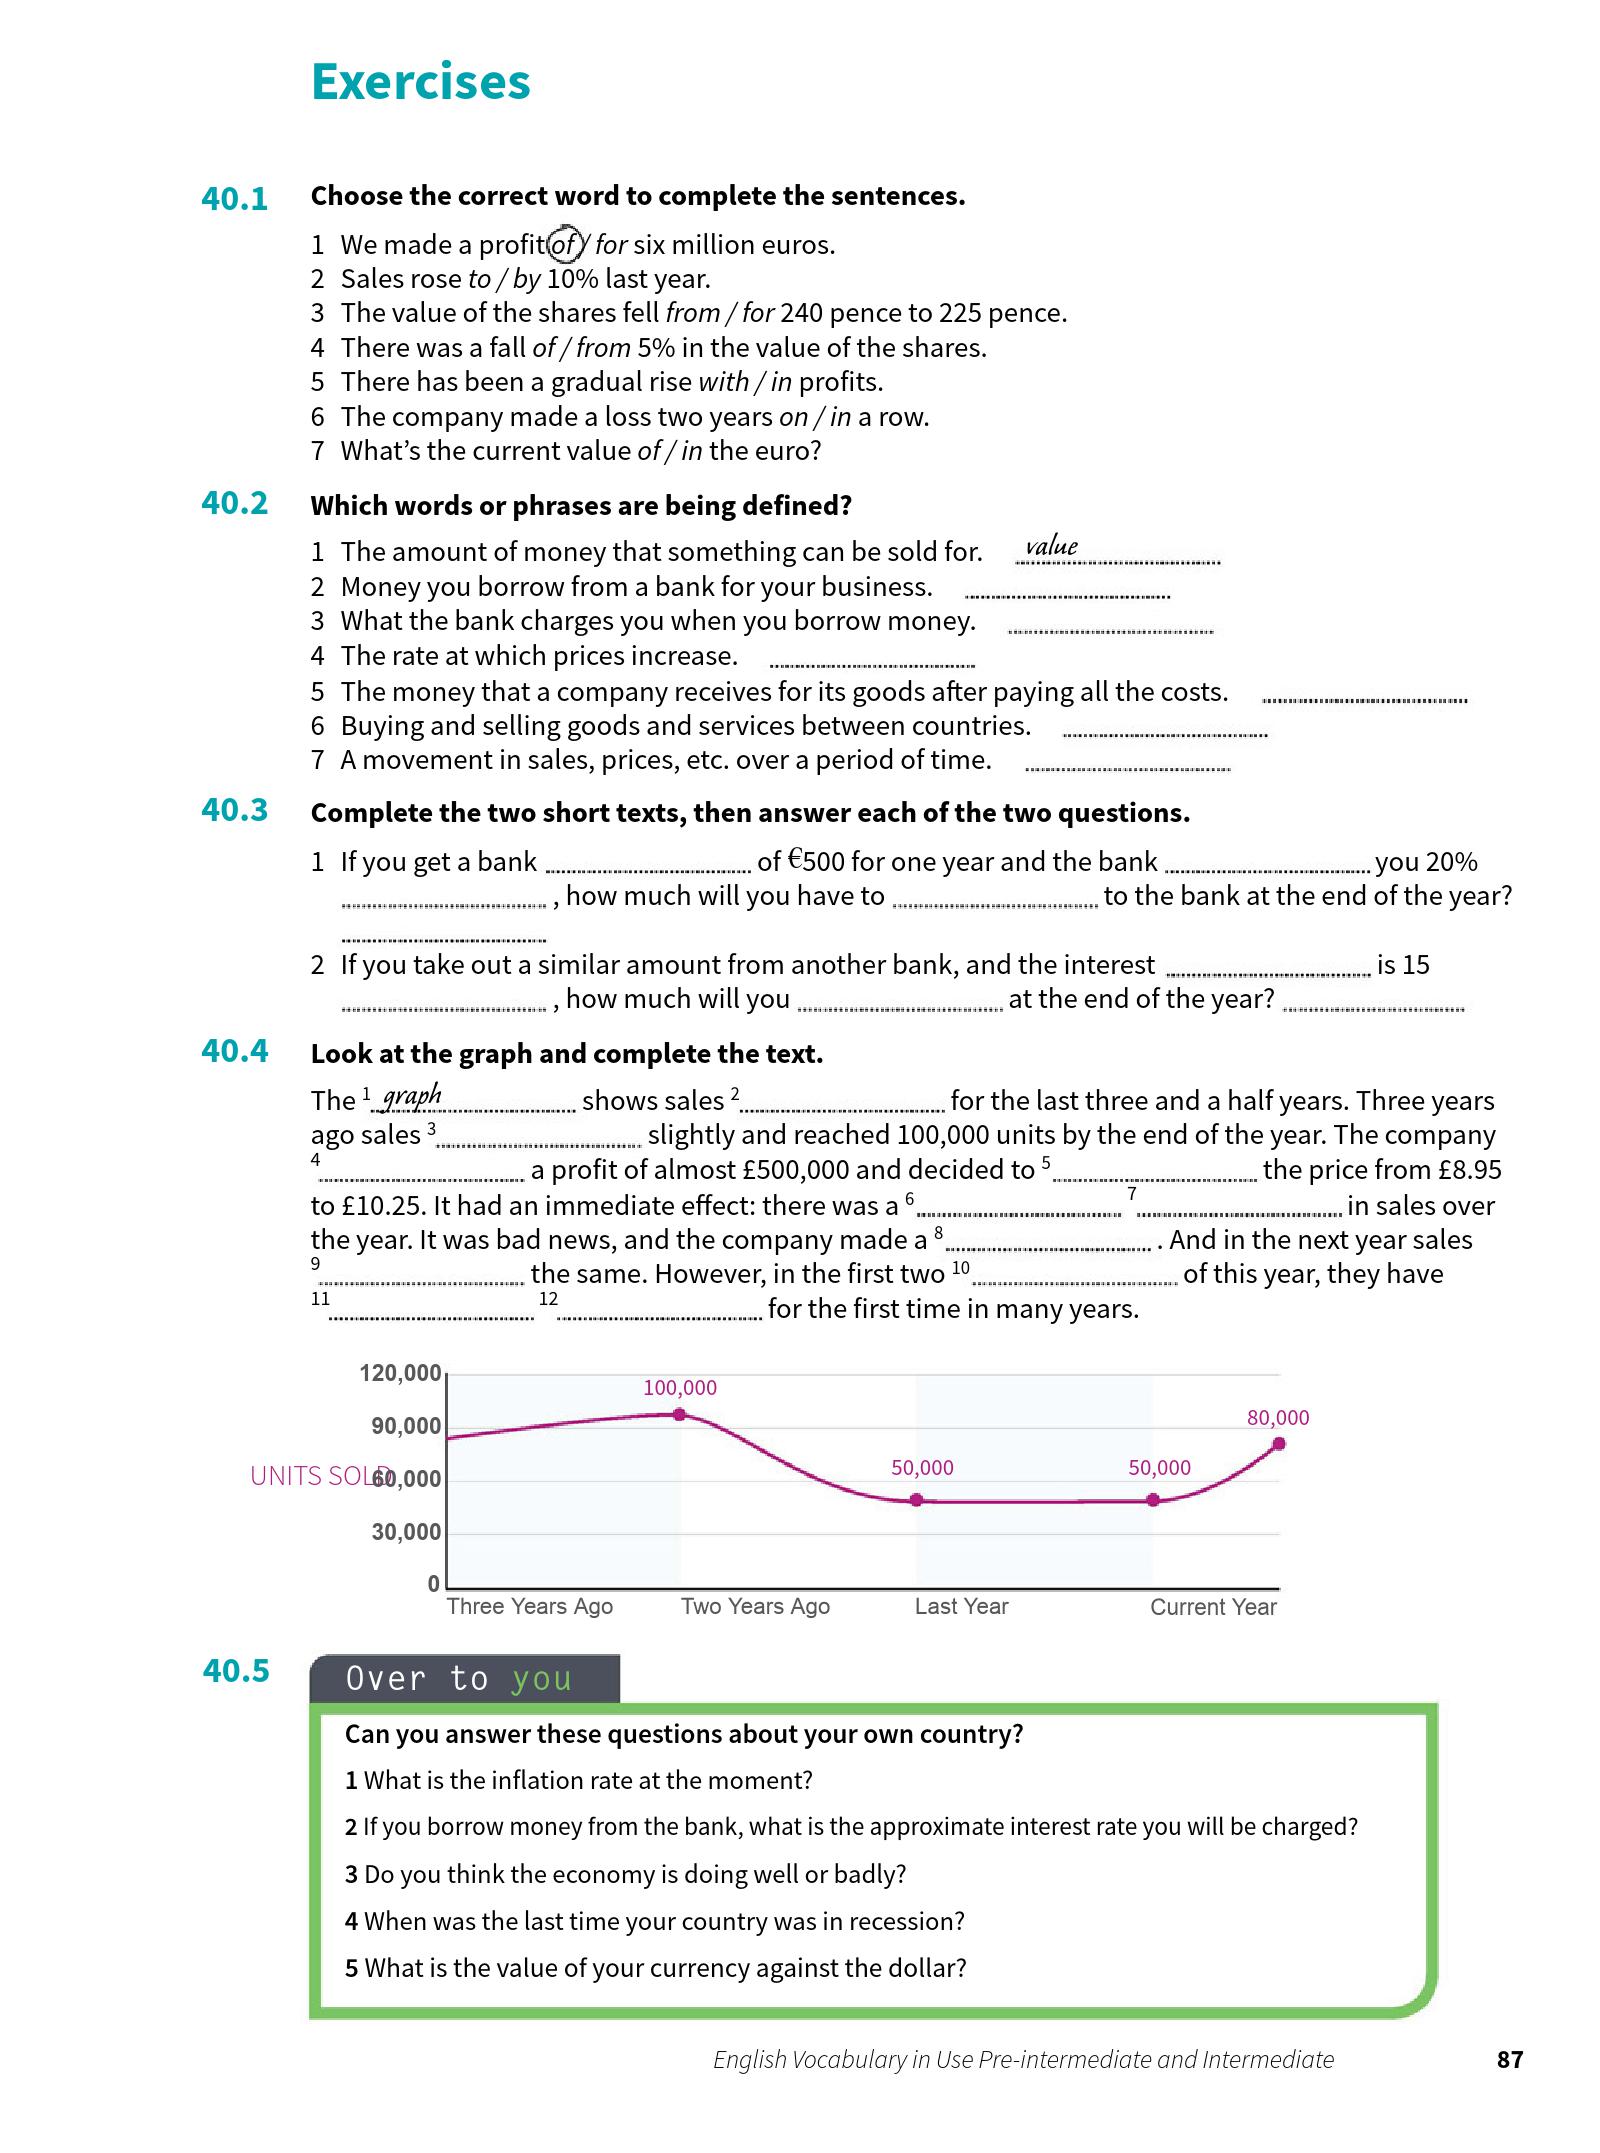 Exercises
40.1 Choose the correct word to complete the sentences.
1 We made a profit of / for six million euros.
2 Sales rose to / by 10% last year.
3 The value of the shares fell from / for 240 pence to 225 pence.
4 There was a fall of / from 5% in the value of the shares.
5 There has been a gradual rise with / in profits.
6 The company made a loss two years on / in a row.
7 What's the current value of / in the euro?
40.2 Which words or phrases are being defined?
1 The amount of money that something can be sold for. value
2 Money you borrow from a bank for your business.
3 What the bank charges you when you borrow money.
4 The rate at which prices increase.
5 The money that a company receives for its goods after paying all the costs.
6 Buying and selling goods and services between countries.
7 A movement in sales, prices, etc. over a period of time.
40.3 Complete the two short texts, then answer each of the two questions.
1 If you get a bank ........ of €500 for one year and the bank ........ you 20%
........ , how much will you have to ........ to the bank at the end of the year?
........
2 If you take out a similar amount from another bank, and the interest ........ is 15
........ , how much will you ........ at the end of the year? ........
40.4 Look at the graph and complete the text.
The 1 graph ........ shows sales 2 ........ for the last three and a half years. Three years
ago sales 3 ........ slightly and reached 100,000 units by the end of the year. The company
4 ........ a profit of almost £500,000 and decided to 5 ........ the price from £8.95
to £10.25. It had an immediate effect: there was a 6 ........ 7 ........ in sales over
the year. It was bad news, and the company made a 8 ........ . And in the next year sales
9 ........ the same. However, in the first two 10 ........ of this year, they have
11 ........ 12 ........ for the first time in many years.
120,000
100,000
90,000
80,000
UNITS SOLD
60,000
50,000 50,000
30,000
0
Three Years Ago Two Years Ago Last Year Current Year
40.5 Over to you
Can you answer these questions about your own country?
1 What is the inflation rate at the moment?
2 If you borrow money from the bank, what is the approximate interest rate you will be charged?
3 Do you think the economy is doing well or badly?
4 When was the last time your country was in recession?
5 What is the value of your currency against the dollar?
English Vocabulary in Use Pre-intermediate and Intermediate 87